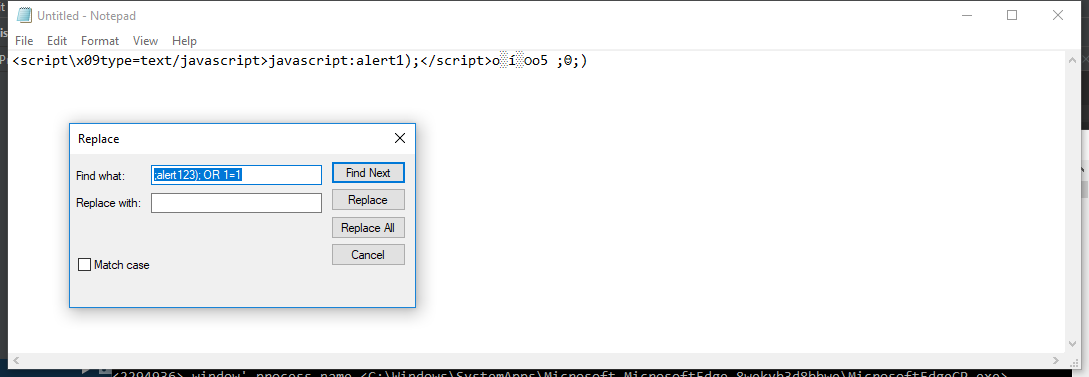 Untitled - Notepad
File Edit Format View Help
<script\x09type=text/javascript>javascript:alert1);</script>o▒í▒oo5 ;0;)
Replace
Find what: ;alert123); OR 1=1 Find Next
Replace with: Replace
Replace All
Match case Cancel
<2294936> window' process name <C:\Windows\SystemApps\Microsoft.MicrosoftEdge_8wekyb3d8bbwe\MicrosoftEdgeCP.exe>